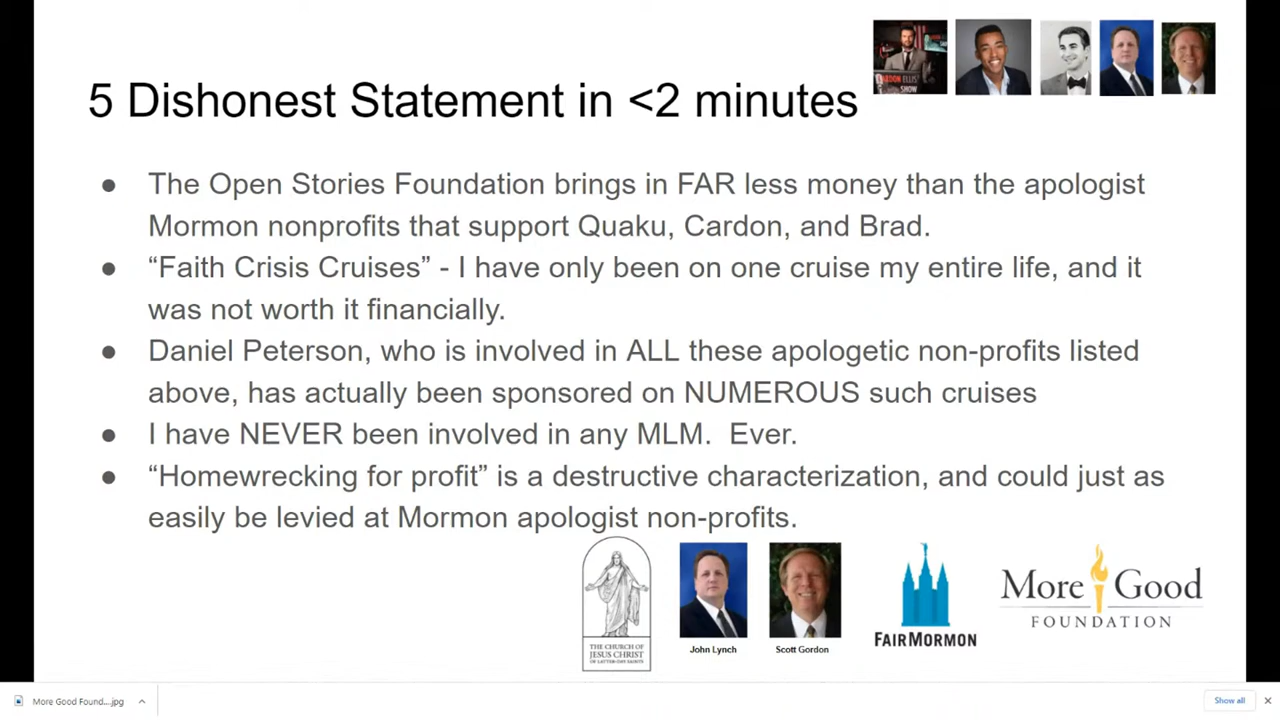 5 Dishonest Statement in <2 minutes
● The Open Stories Foundation brings in FAR less money than the apologist
Mormon nonprofits that support Quaku, Cardon, and Brad.
● “Faith Crisis Cruises” - I have only been on one cruise my entire life, and it
was not worth it financially.
● Daniel Peterson, who is involved in ALL these apologetic non-profits listed
above, has actually been sponsored on NUMEROUS such cruises
● I have NEVER been involved in any MLM.  Ever.
● “Homewrecking for profit” is a destructive characterization, and could just as
easily be levied at Mormon apologist non-profits.
THE CHURCH OF
JESUS CHRIST
OF LATTER-DAY SAINTS
John Lynch
Scott Gordon
FAIRMORMON
More Good
FOUNDATION
More Good Found....jpg
Show all